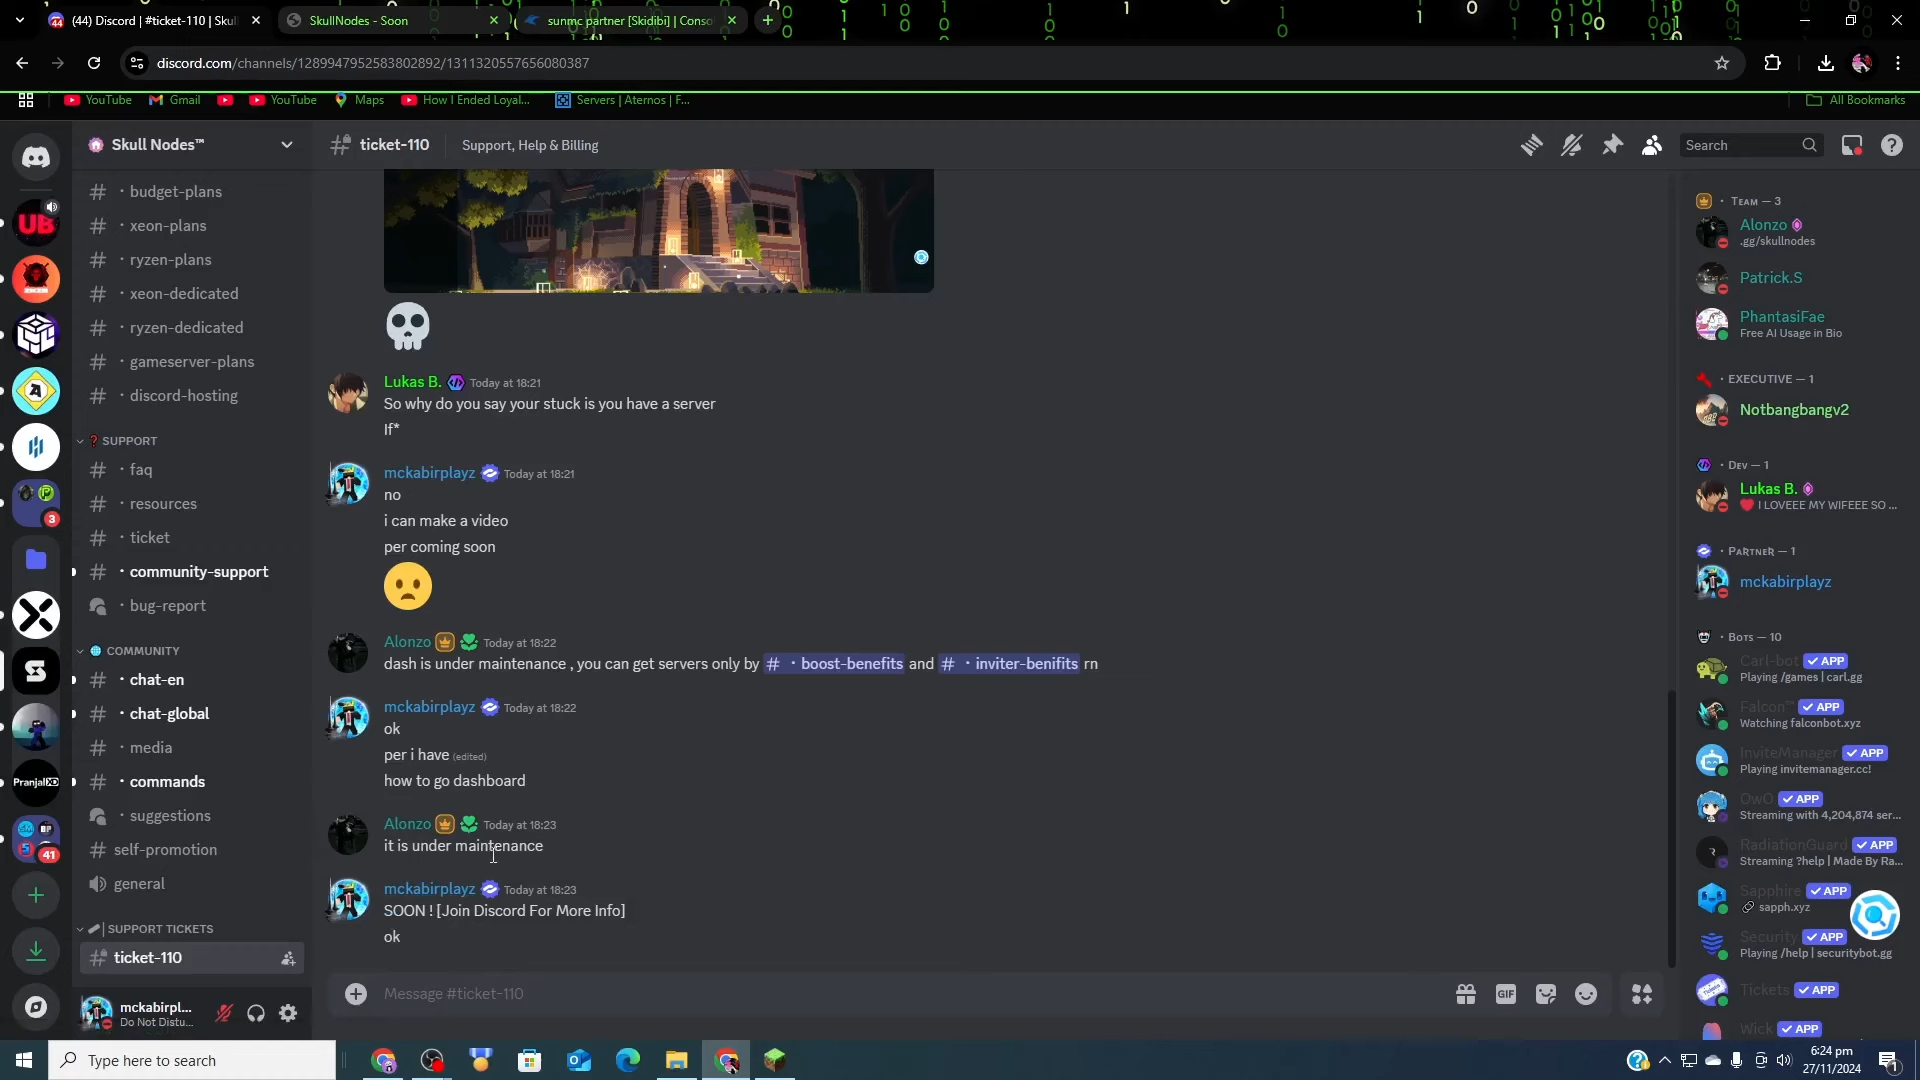 (44) Discord | #ticket-110 | Skul
SkullNodes - Soon
sunmc partner [Skidibi] | Conso
discord.com/channels/1289947952583802892/1311320557656080387
YouTube
Gmail
YouTube
Maps
How I Ended Loyal...
Servers | Aternos | F...
All Bookmarks
Skull Nodes™
ticket-110
Support, Help & Billing
Search
budget-plans
xeon-plans
ryzen-plans
xeon-dedicated
ryzen-dedicated
gameserver-plans
discord-hosting
SUPPORT
faq
resources
ticket
community-support
bug-report
COMMUNITY
chat-en
chat-global
media
commands
suggestions
self-promotion
general
SUPPORT TICKETS
ticket-110
UB
3
PranjalXD
41
mckabirpl...
Do Not Distu...
Lukas B. Today at 18:21
So why do you say your stuck is you have a server
If*
mckabirplayz Today at 18:21
no
i can make a video
per coming soon
Alonzo Today at 18:22
dash is under maintenance , you can get servers only by # · boost-benefits and # · inviter-benifits rn
mckabirplayz Today at 18:22
ok
per i have (edited)
how to go dashboard
Alonzo Today at 18:23
it is under maintenance
mckabirplayz Today at 18:23
SOON ! [Join Discord For More Info]
ok
Message #ticket-110
GIF
· TEAM — 3
Alonzo
.gg/skullnodes
Patrick.S
PhantasiFae
Free AI Usage in Bio
· EXECUTIVE — 1
Notbangbangv2
· DEV — 1
Lukas B.
I LOVEEE MY WIFEEE SO ...
· PARTNER — 1
mckabirplayz
· BOTS — 10
Carl-bot APP
Playing /games | carl.gg
Falcon™ APP
Watching falconbot.xyz
InviteManager APP
Playing invitemanager.cc!
OwO APP
Streaming with 4,204,874 ser...
RadiationGuard APP
Streaming ?help | Made By Ra...
Sapphire APP
sapph.xyz
Security APP
Playing /help | securitybot.gg
Tickets APP
Wick APP
Type here to search
6:24 pm
27/11/2024
1